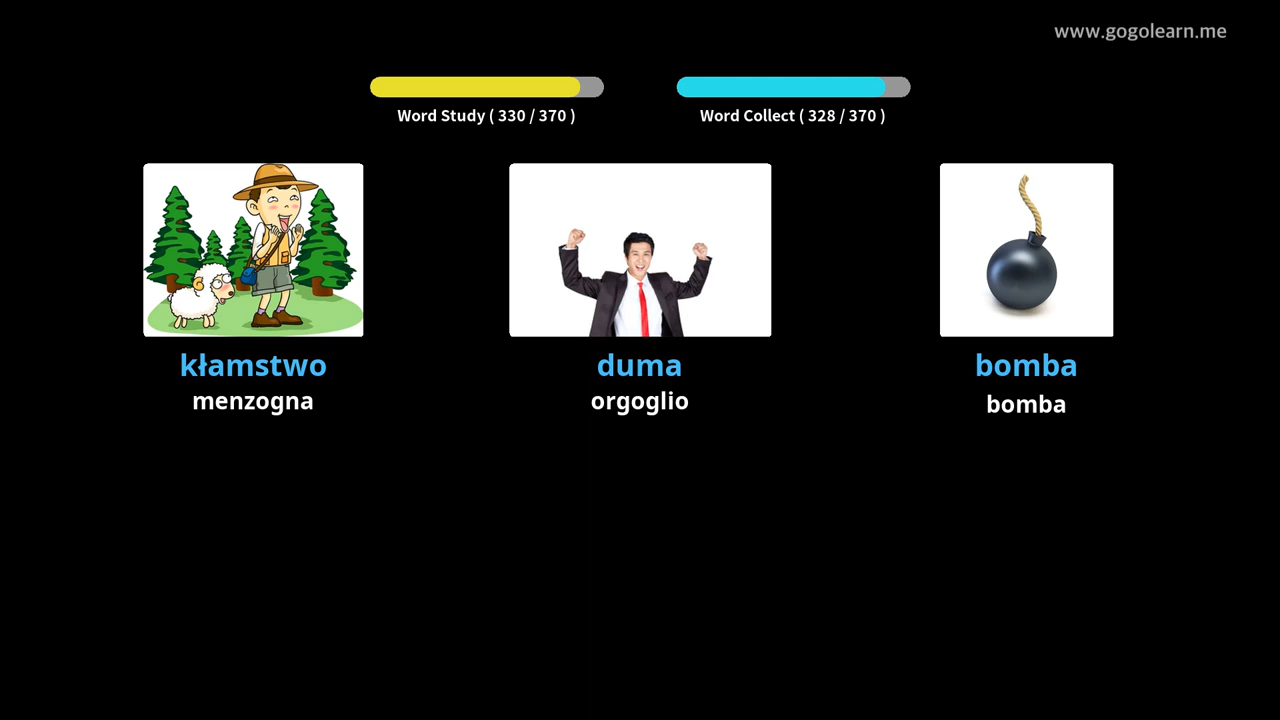 www.gogolearn.me
Word Study ( 330 / 370 )
Word Collect ( 328 / 370 )
kłamstwo
menzogna
duma
orgoglio
bomba
bomba